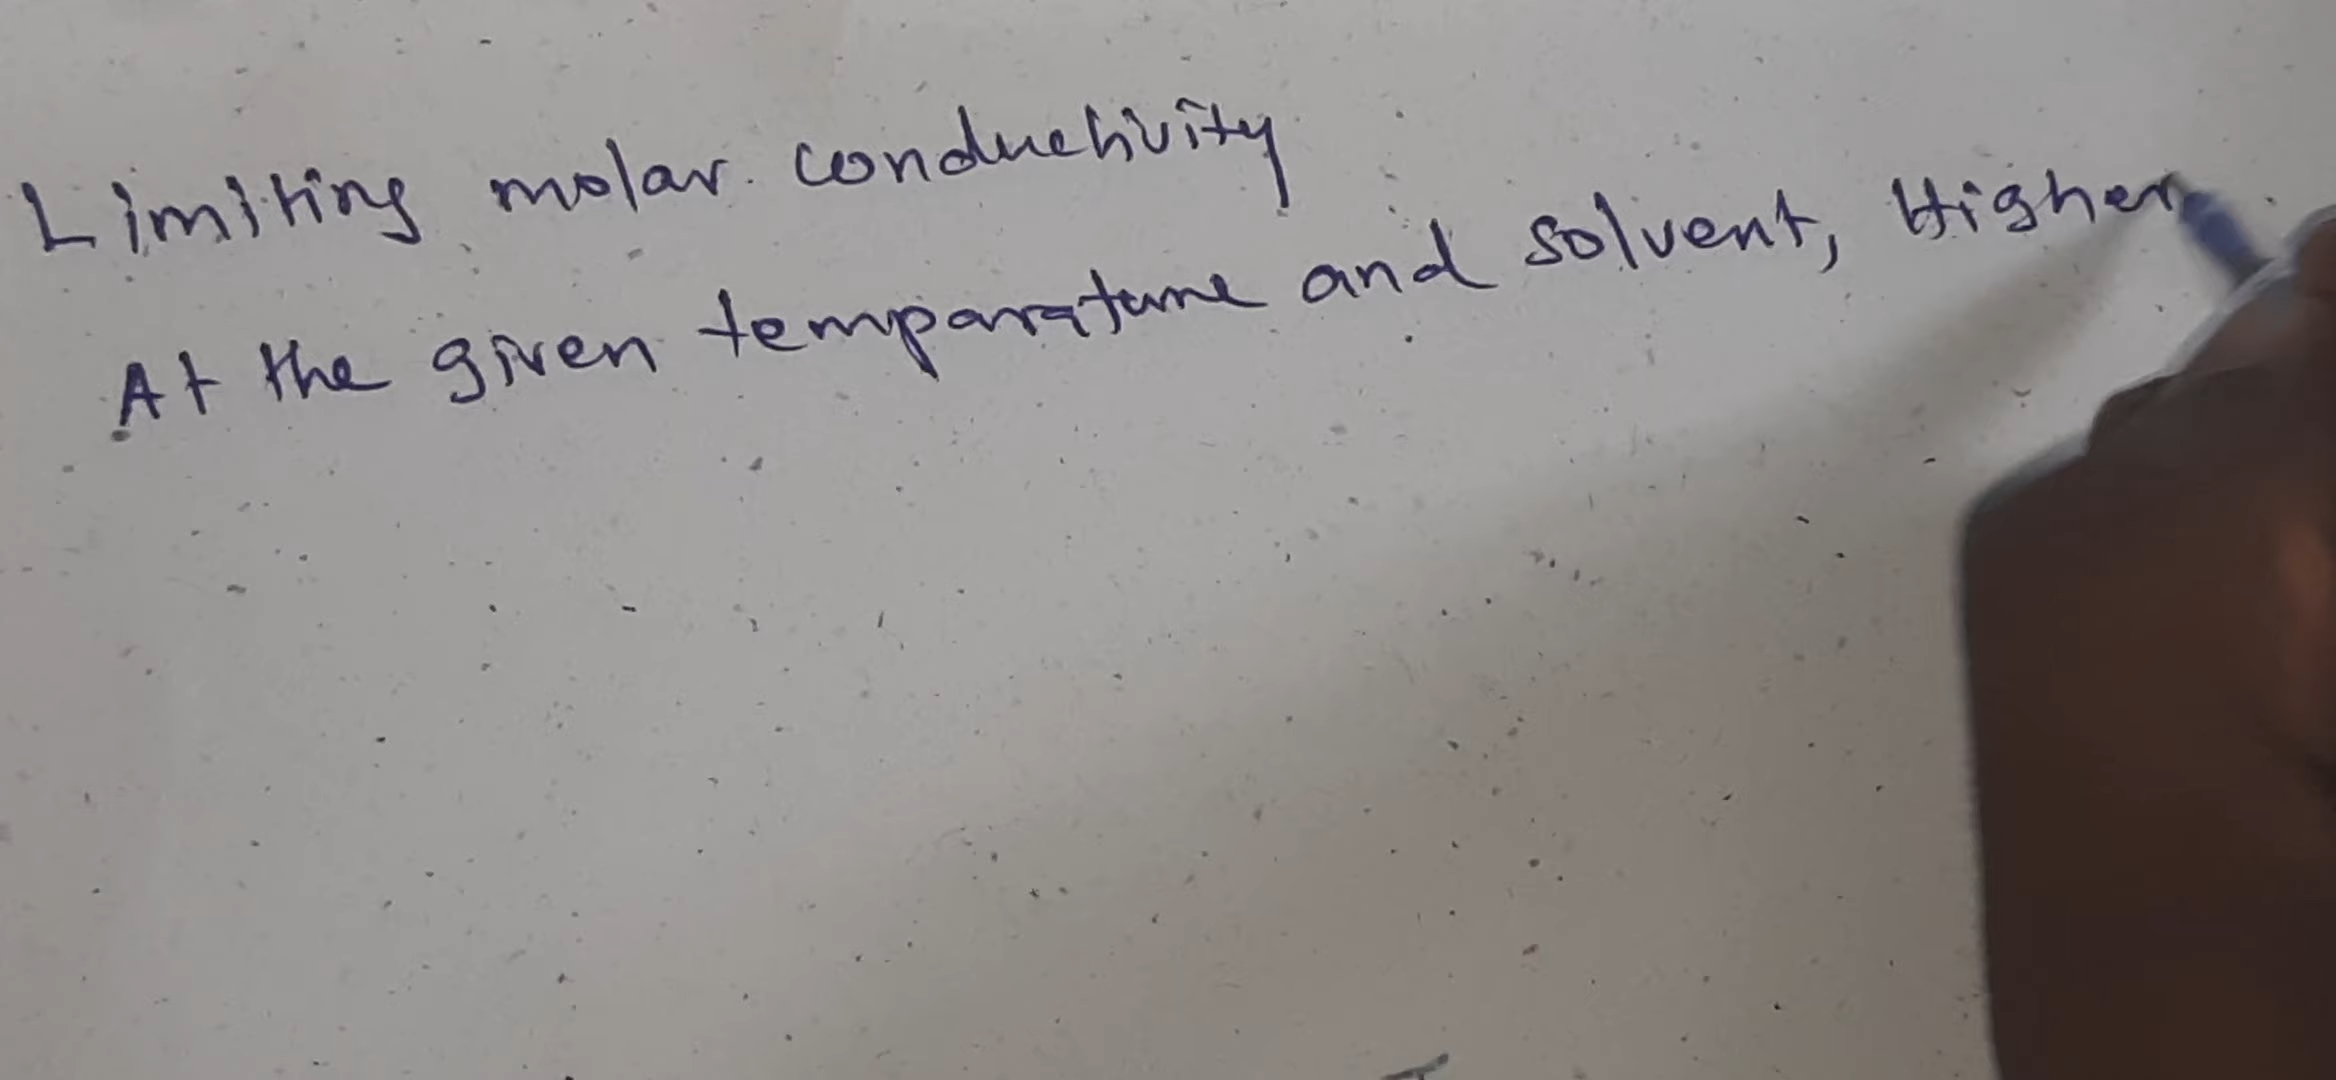 Limiting molar conductivity
At the given temparature and solvent, Higher